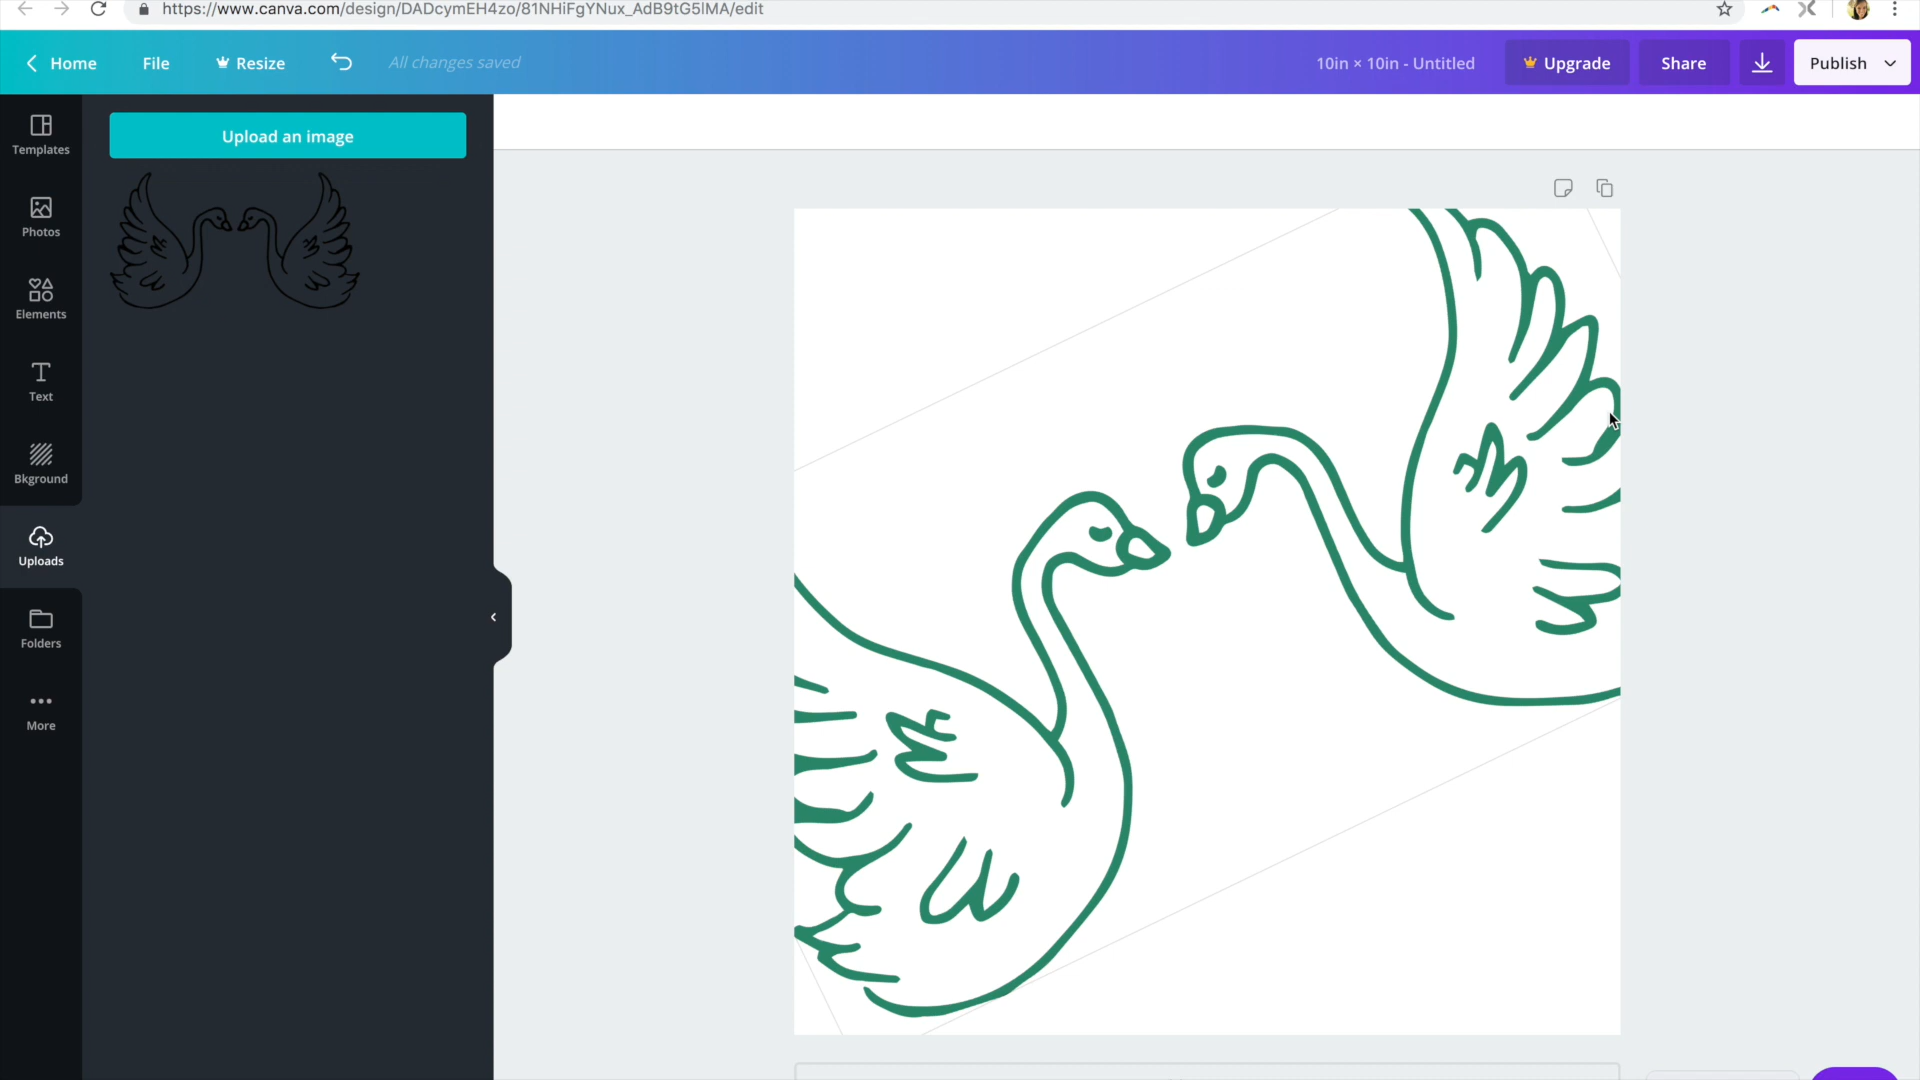 https://www.canva.com/design/DADcymEH4zo/81NHiFgYNux_AdB9tG5IMA/edit
Home File Resize All changes saved 10in × 10in - Untitled Upgrade Share Publish
Upload an image
Templates
Photos
Elements
Text
Bkground
Uploads
Folders
More